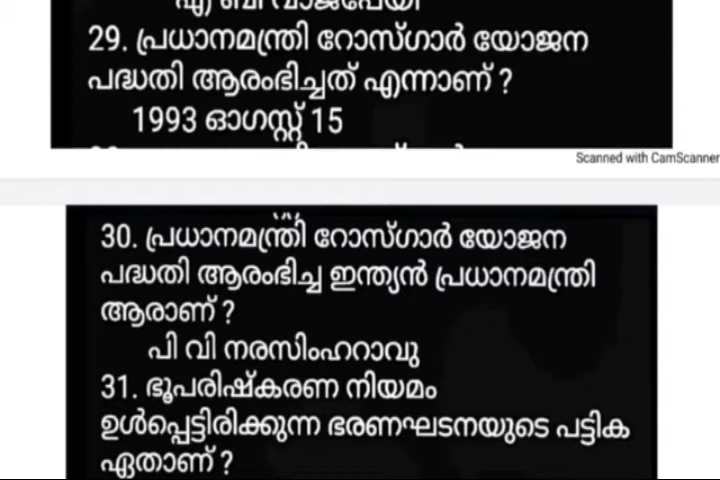 എ ബി വാജ്പേയി
29. പ്രധാനമന്ത്രി റോസ്ഗാർ യോജന
പദ്ധതി ആരംഭിച്ചത് എന്നാണ് ?
1993 ഓഗസ്റ്റ് 15
Scanned with CamScanner
30. പ്രധാനമന്ത്രി റോസ്ഗാർ യോജന
പദ്ധതി ആരംഭിച്ച ഇന്ത്യൻ പ്രധാനമന്ത്രി
ആരാണ് ?
പി വി നരസിംഹറാവു
31. ഭൂപരിഷ്കരണ നിയമം
ഉൾപ്പെട്ടിരിക്കുന്ന ഭരണഘടനയുടെ പട്ടിക
ഏതാണ് ?